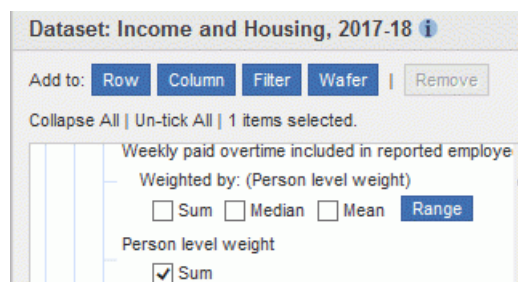 Dataset: Income and Housing, 2017-18 i
Add to: Row Column Filter Wafer | Remove
Collapse All | Un-tick All | 1 items selected.
Weekly paid overtime included in reported employe
Weighted by: (Person level weight)
Sum Median Mean Range
Person level weight
Sum